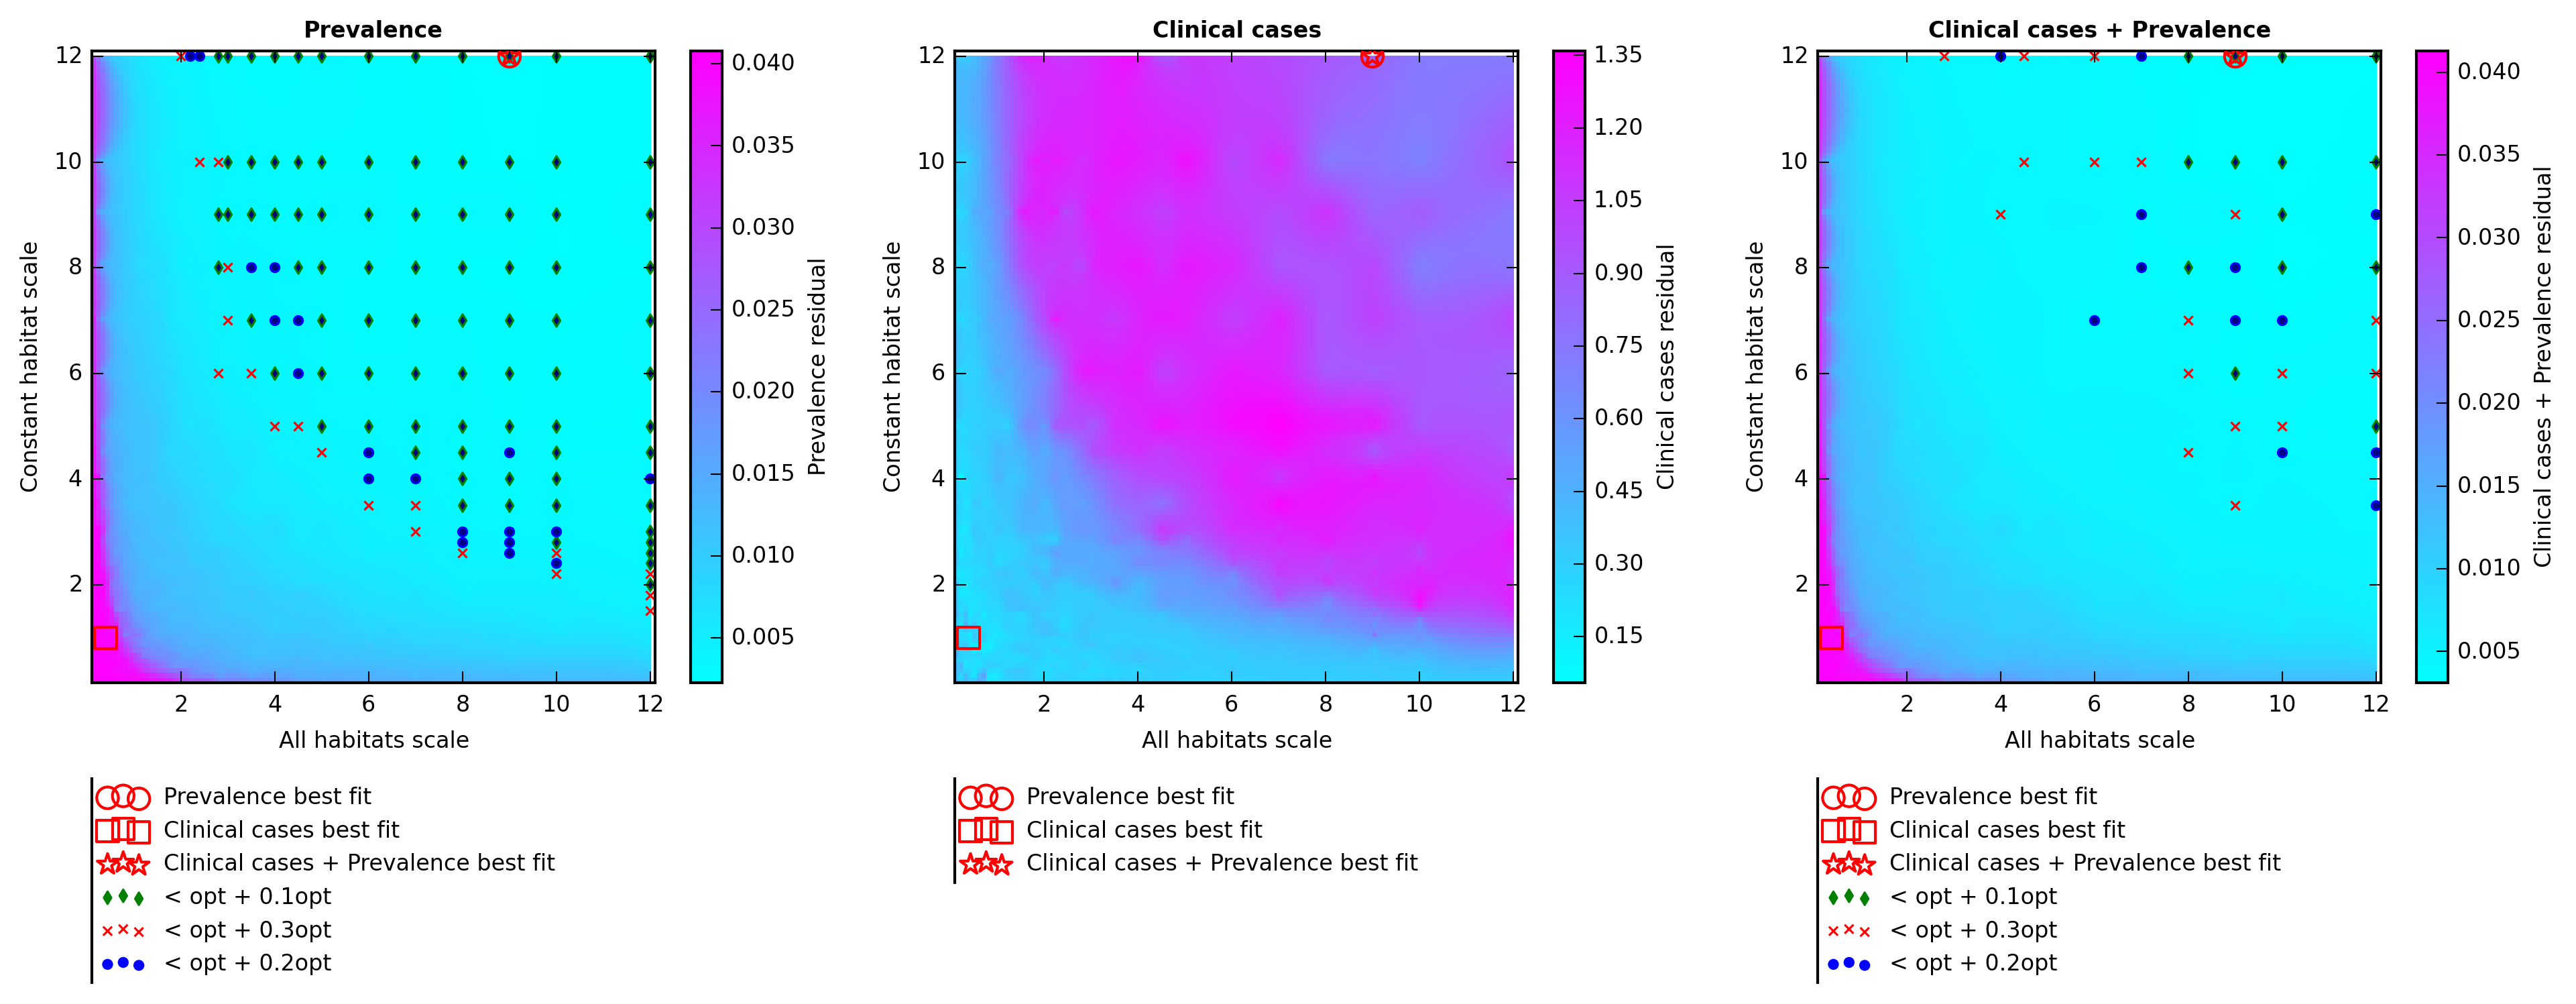 Prevalence
12
10
8
6
4
2
Constant habitat scale
2 4 6 8 10 12
All habitats scale
0.040
0.035
0.030
0.025
0.020
0.015
0.010
0.005
Prevalence residual
Prevalence best fit
Clinical cases best fit
Clinical cases + Prevalence best fit
< opt + 0.1opt
< opt + 0.3opt
< opt + 0.2opt
Clinical cases
12
10
8
6
4
2
Constant habitat scale
2 4 6 8 10 12
All habitats scale
1.35
1.20
1.05
0.90
0.75
0.60
0.45
0.30
0.15
Clinical cases residual
Prevalence best fit
Clinical cases best fit
Clinical cases + Prevalence best fit
Clinical cases + Prevalence
12
10
8
6
4
2
Constant habitat scale
2 4 6 8 10 12
All habitats scale
0.040
0.035
0.030
0.025
0.020
0.015
0.010
0.005
Clinical cases + Prevalence residual
Prevalence best fit
Clinical cases best fit
Clinical cases + Prevalence best fit
< opt + 0.1opt
< opt + 0.3opt
< opt + 0.2opt